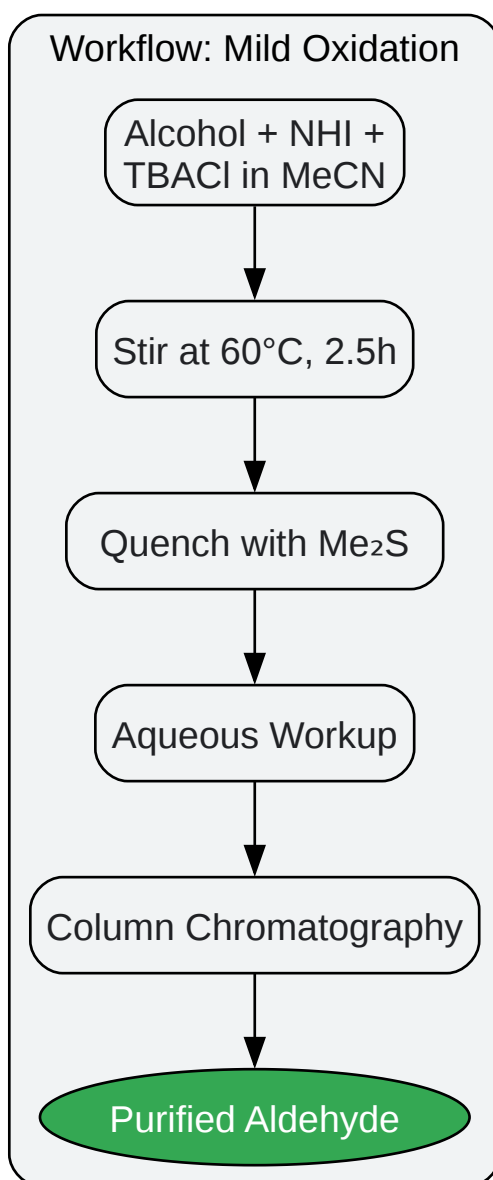 Workflow: Mild Oxidation
Alcohol + NHI +
TBACl in MeCN
Stir at 60°C, 2.5h
Quench with Me₂S
Aqueous Workup
Column Chromatography
Purified Aldehyde